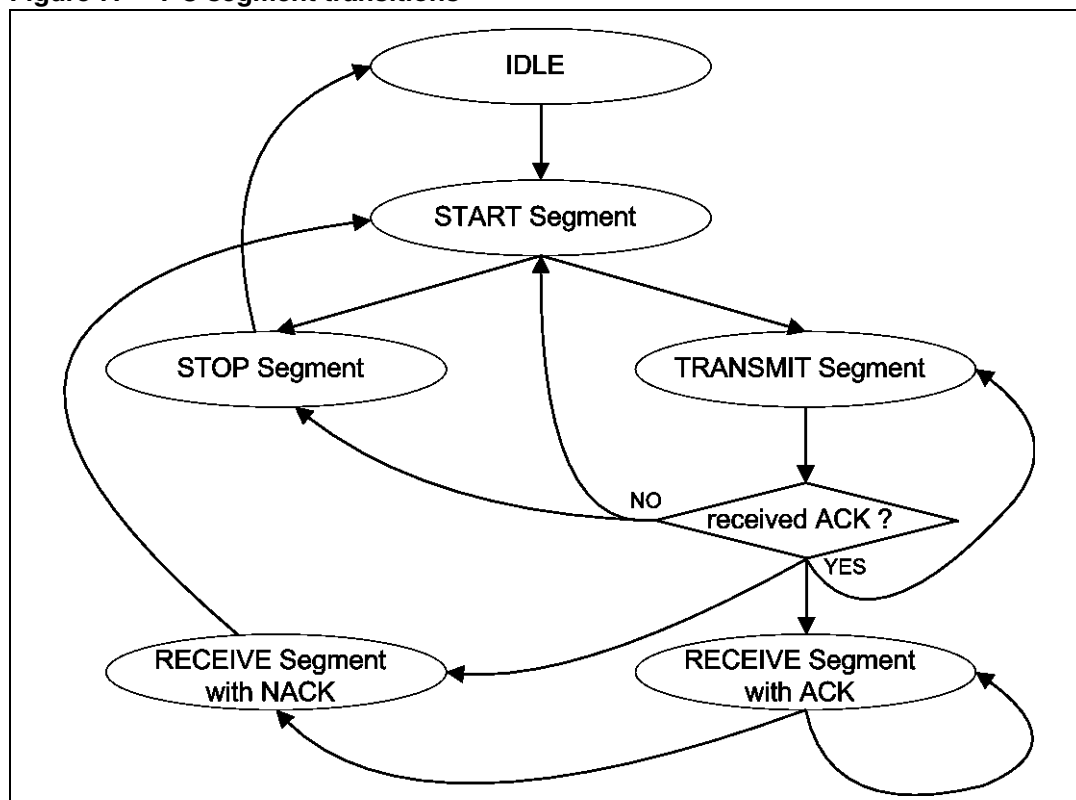 IDLE
START Segment
STOP Segment
TRANSMIT Segment
NO
received ACK ?
YES
RECEIVE Segment
with NACK
RECEIVE Segment
with ACK